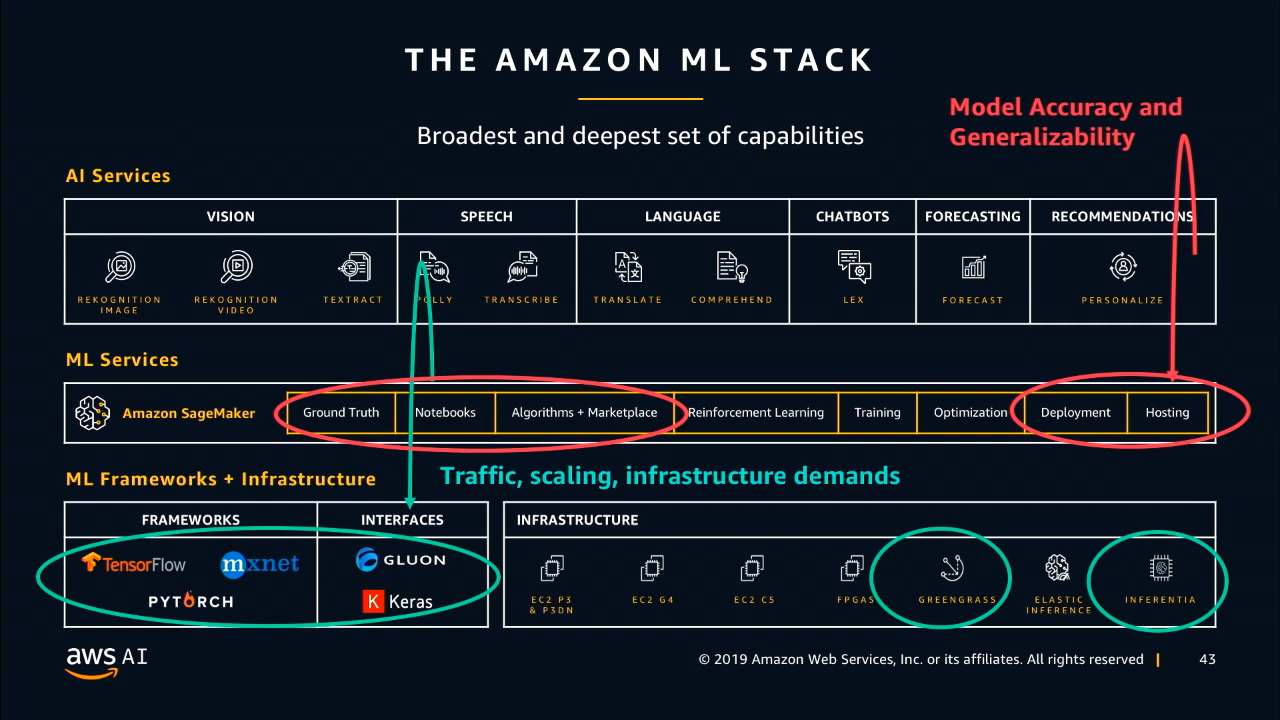 THE AMAZON ML STACK
Broadest and deepest set of capabilities
Model Accuracy and
Generalizability
AI Services
VISION
SPEECH
LANGUAGE
CHATBOTS
FORECASTING
RECOMMENDATIONS
REKOGNITION
IMAGE
REKOGNITION
VIDEO
TEXTRACT
POLLY
TRANSCRIBE
TRANSLATE
COMPREHEND
LEX
FORECAST
PERSONALIZE
ML Services
Amazon SageMaker
Ground Truth
Notebooks
Algorithms + Marketplace
Reinforcement Learning
Training
Optimization
Deployment
Hosting
ML Frameworks + Infrastructure
Traffic, scaling, infrastructure demands
FRAMEWORKS
INTERFACES
INFRASTRUCTURE
TensorFlow
mxnet
PYTORCH
GLUON
K Keras
EC2 P3
& P3DN
EC2 G4
EC2 C5
FPGAS
GREENGRASS
ELASTIC
INFERENCE
INFERENTIA
aws AI
© 2019 Amazon Web Services, Inc. or its affiliates. All rights reserved |
43